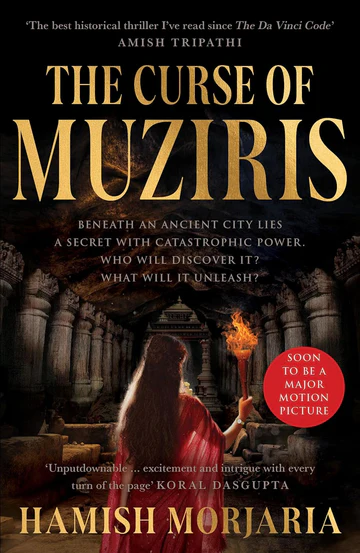 ‘The best historical thriller I’ve read since The Da Vinci Code’
AMISH TRIPATHI
THE CURSE OF
MUZIRIS
BENEATH AN ANCIENT CITY LIES
A SECRET WITH CATASTROPHIC POWER.
WHO WILL DISCOVER IT?
WHAT WILL IT UNLEASH?
SOON
TO BE A
MAJOR
MOTION
PICTURE
‘Unputdownable ... excitement and intrigue with every
turn of the page’ KORAL DASGUPTA
HAMISH MORJARIA